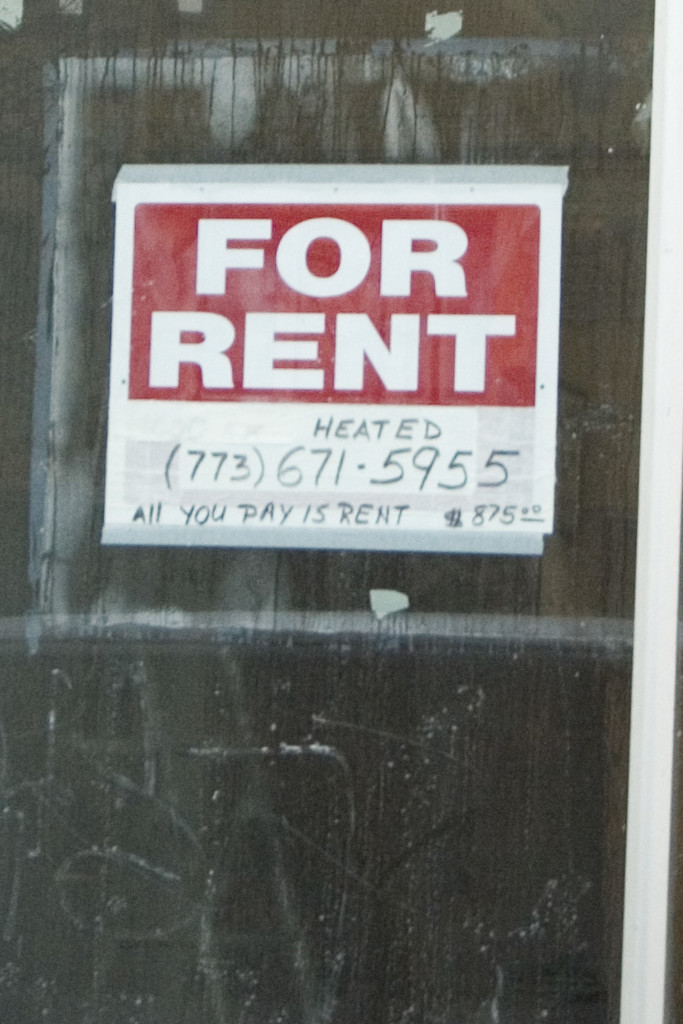 FOR
RENT
HEATED
(773) 671-5955
All YOU PAY IS RENT $875.00